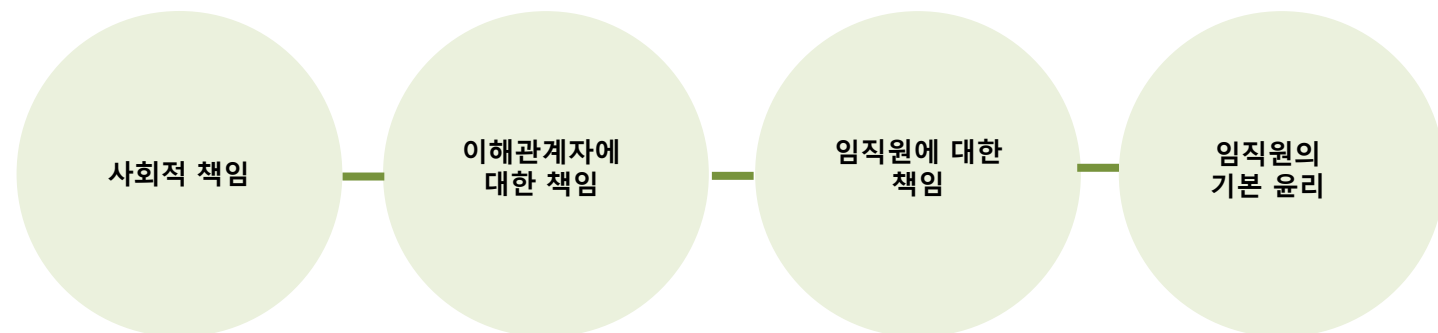 사회적 책임
이해관계자에
대한 책임
임직원에 대한
책임
임직원의
기본 윤리